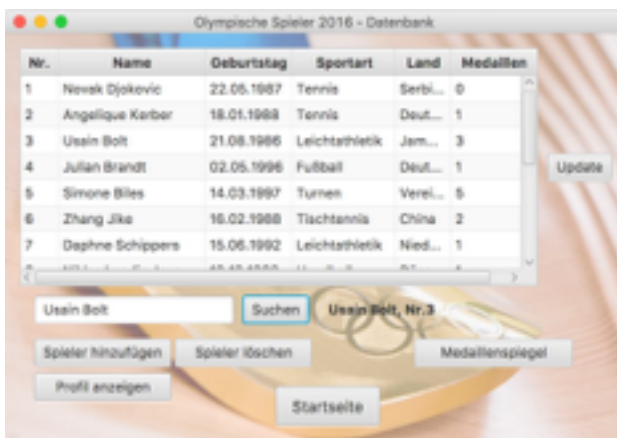 Olympische Spieler 2016 - Datenbank
Nr. Name Geburtstag Sportart Land Medaillen
1 Novak Djokovic 22.05.1987 Tennis Serbi... 0
2 Angelique Kerber 18.01.1988 Tennis Deut... 1
3 Usain Bolt 21.08.1986 Leichtathletik Jam... 3
4 Julian Brandt 02.05.1996 Fußball Deut... 1
5 Simone Biles 14.03.1997 Turnen Verei... 5
6 Zhang Jike 16.02.1988 Tischtennis China 2
7 Daphne Schippers 15.06.1992 Leichtathletik Nied... 1
Update
Usain Bolt Suchen Usain Bolt, Nr.3
Spieler hinzufügen Spieler löschen Medaillenspiegel
Profil anzeigen
Startseite